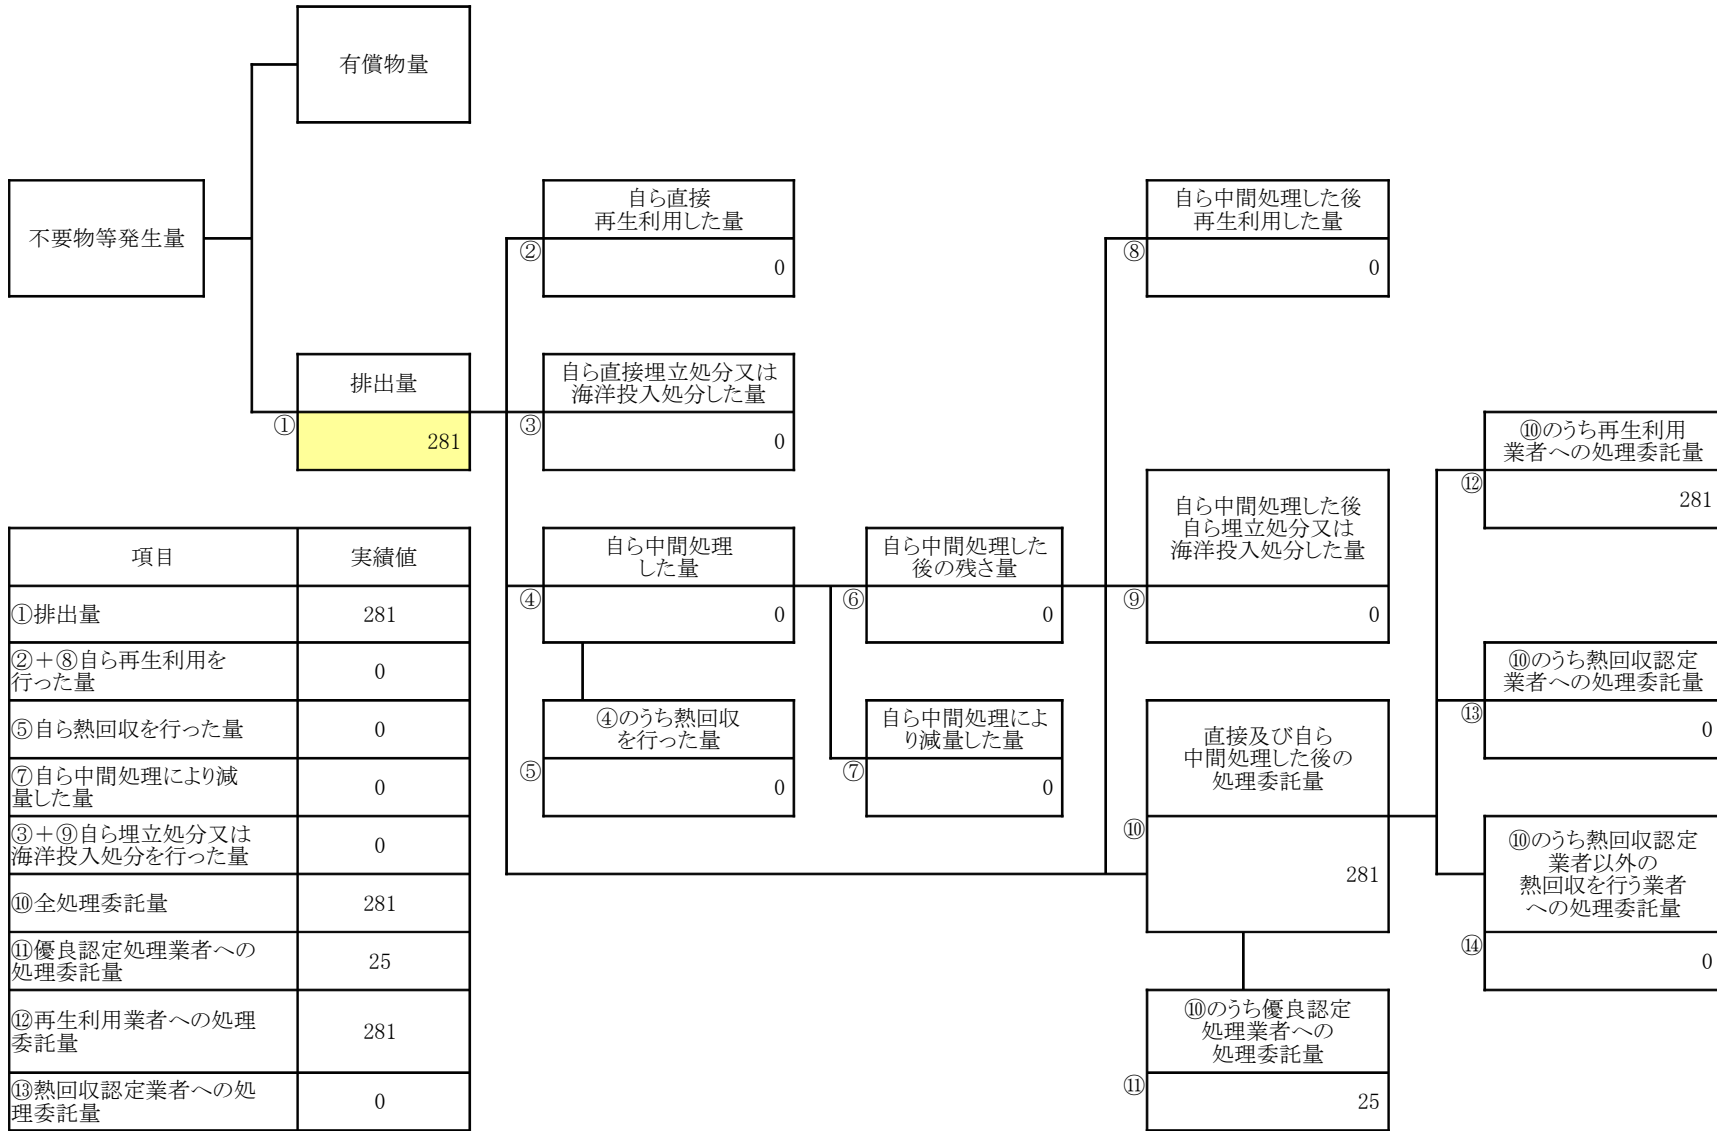 有償物量
不要物等発生量
自ら直接
再生利用した量
②
0
自ら中間処理した後
再生利用した量
⑧
0
排出量
①
281
自ら直接埋立処分又は
海洋投入処分した量
③
0
⑩のうち再生利用
業者への処理委託量
⑫
281
自ら中間処理した後
自ら埋立処分又は
海洋投入処分した量
⑨
0
自ら中間処理
した量
④
0
自ら中間処理した
後の残さ量
⑥
0
⑩のうち熱回収認定
業者への処理委託量
⑬
0
④のうち熱回収
を行った量
⑤
0
自ら中間処理によ
り減量した量
⑦
0
直接及び自ら
中間処理した後の
処理委託量
⑩
281
⑩のうち熱回収認定
業者以外の
熱回収を行う業者
への処理委託量
⑭
0
⑩のうち優良認定
処理業者への
処理委託量
⑪
25
項目 実績値
①排出量 281
②+⑧自ら再生利用を
行った量 0
⑤自ら熱回収を行った量 0
⑦自ら中間処理により減
量した量 0
③+⑨自ら埋立処分又は
海洋投入処分を行った量 0
⑩全処理委託量 281
⑪優良認定処理業者への
処理委託量 25
⑫再生利用業者への処理
委託量 281
⑬熱回収認定業者への処
理委託量 0